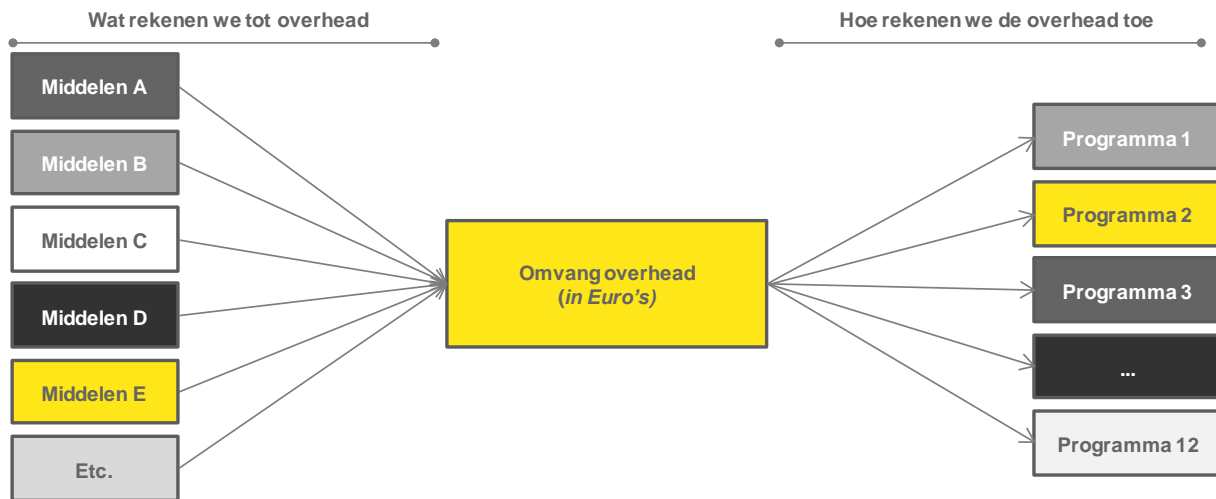 Wat rekenen we tot overhead
Hoe rekenen we de overhead toe
Middelen A
Middelen B
Middelen C
Middelen D
Middelen E
Etc.
Omvang overhead
(in Euro's)
Programma 1
Programma 2
Programma 3
...
Programma 12